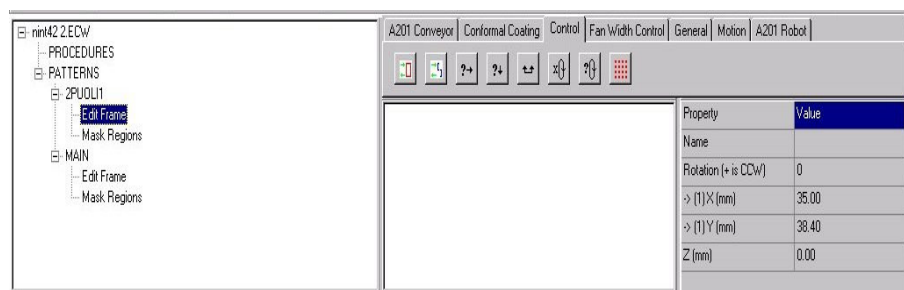 nint42 2.ECW
PROCEDURES
PATTERNS
2PUOLI1
Edit Frame
Mask Regions
MAIN
Edit Frame
Mask Regions
A201 Conveyor Conformal Coating Control Fan Width Control General Motion A201 Robot
?→ ?↓ x ?
Property Value
Name
Rotation (+ is CCW) 0
-> (1) X (mm) 35.00
-> (1) Y (mm) 38.40
Z (mm) 0.00